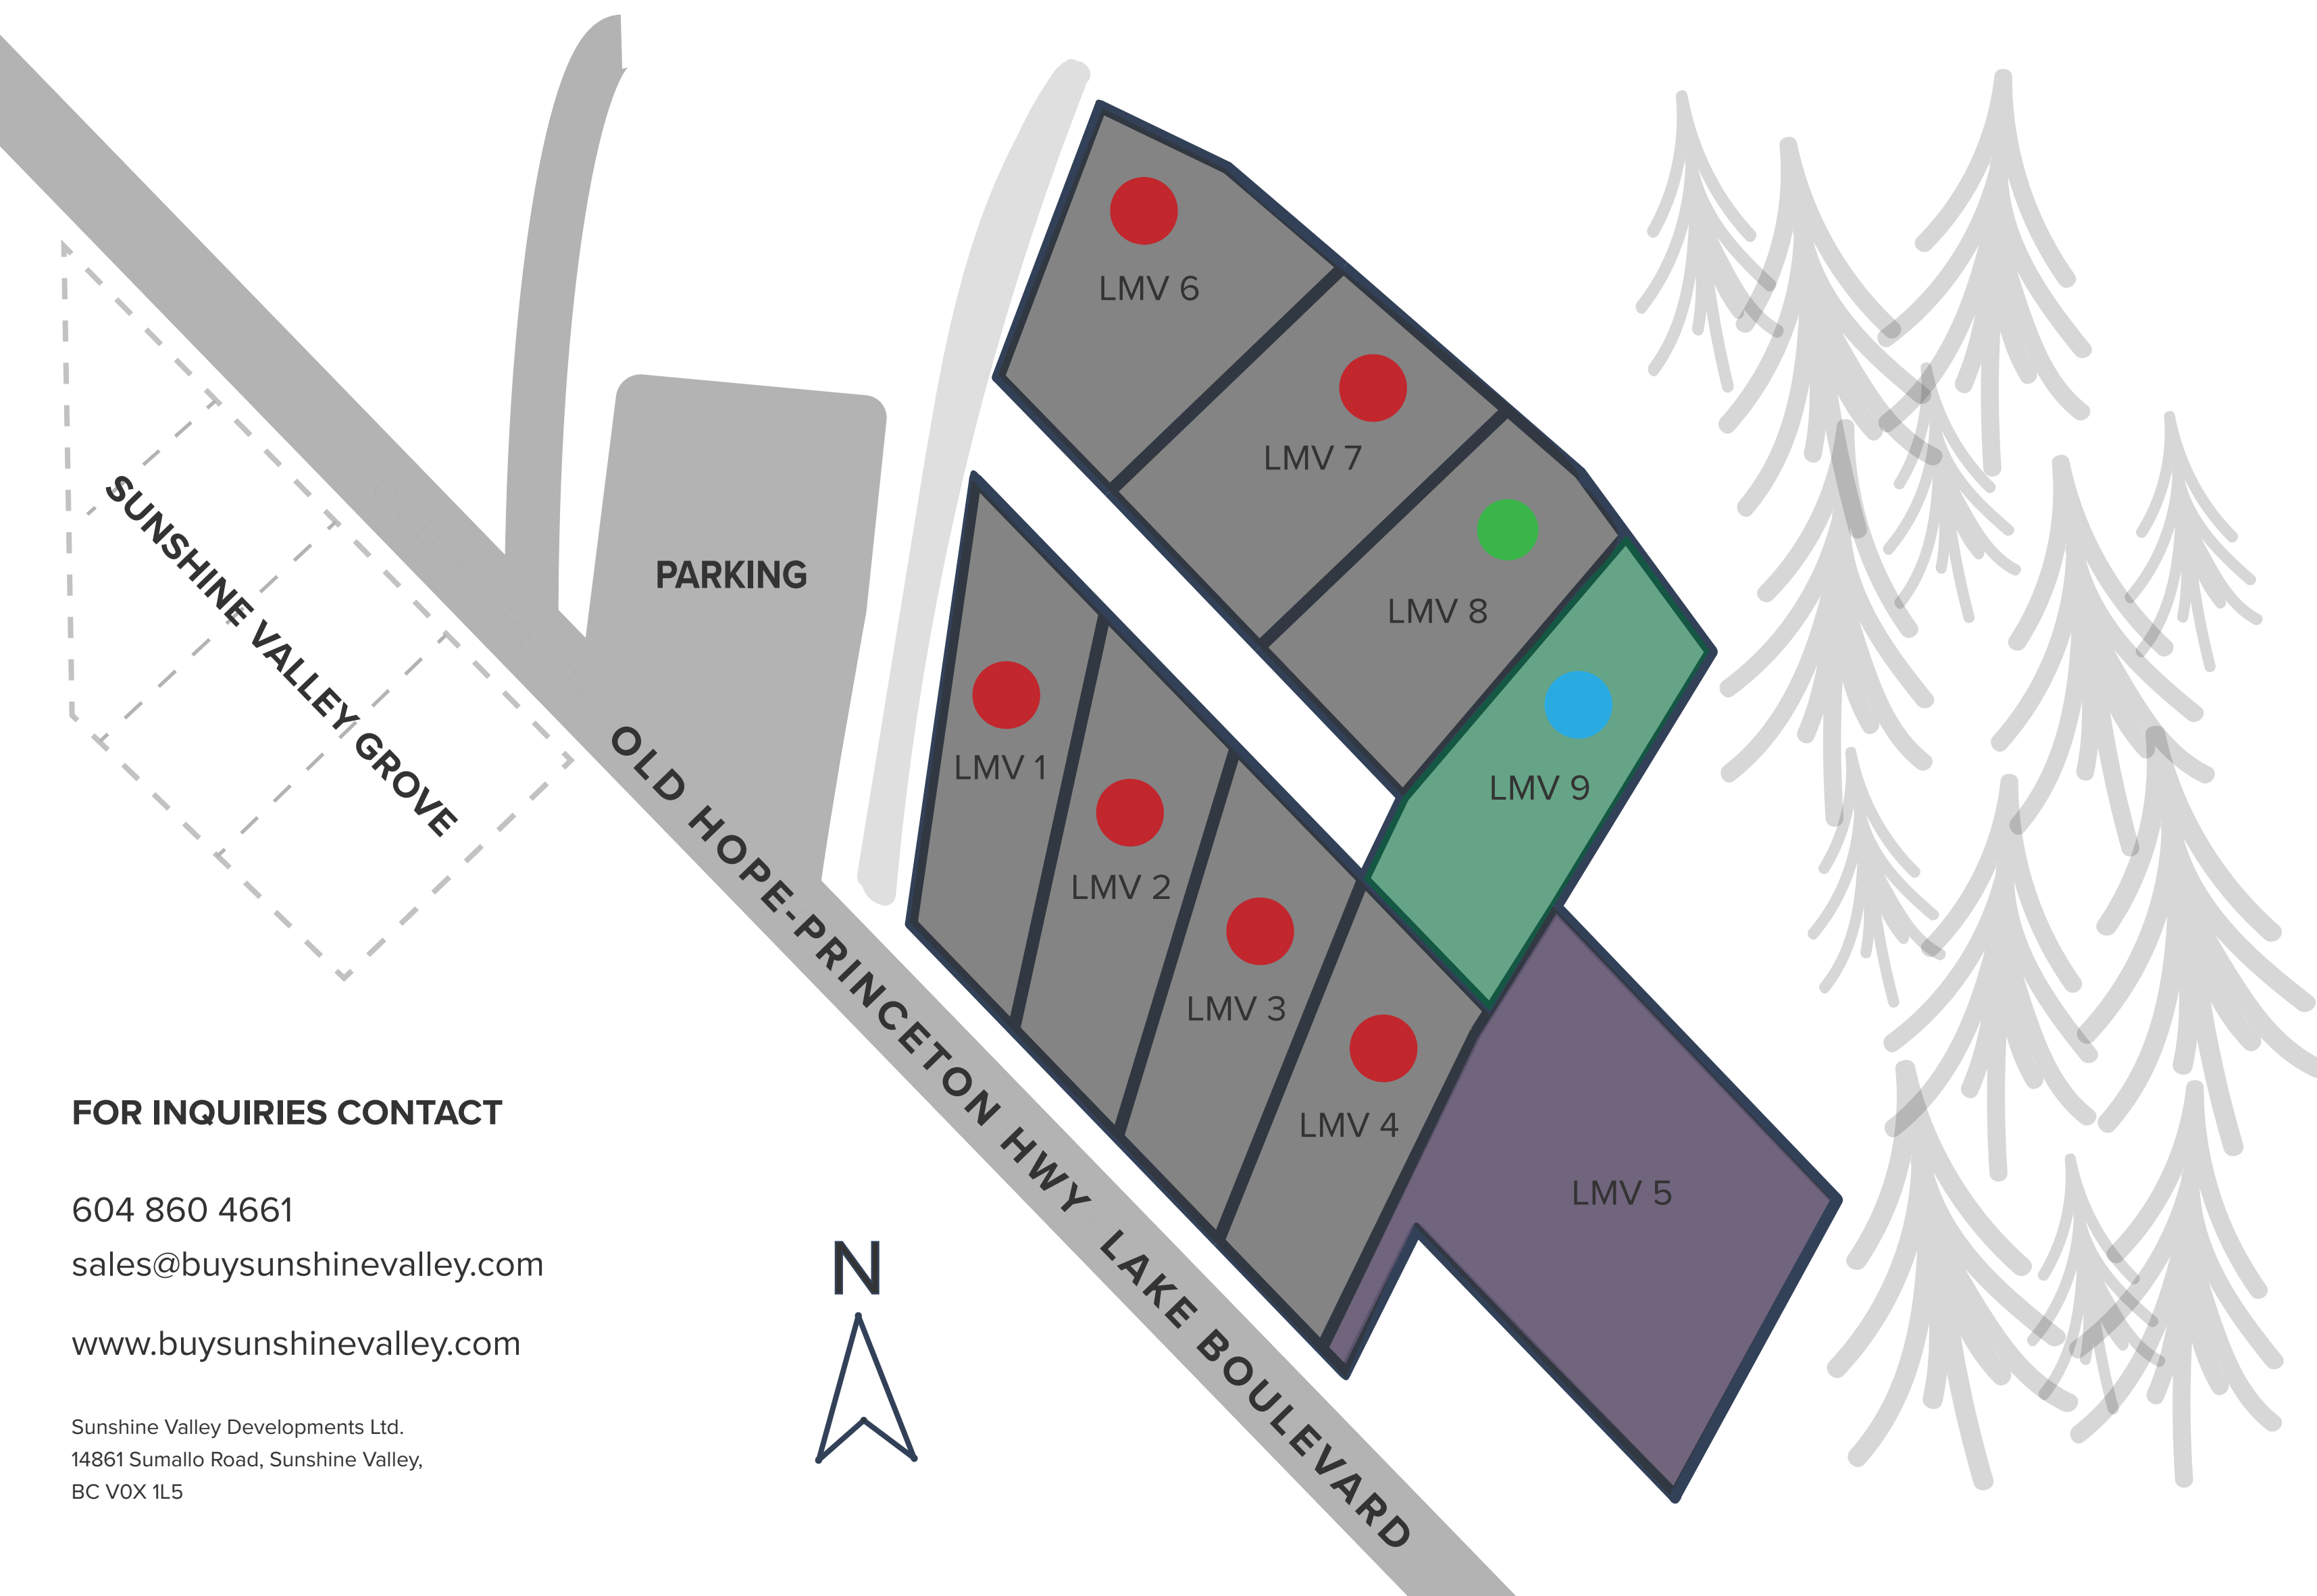 LMV 6
LMV 7
SUNSHINE VALLEY GROVE
PARKING
LMV 8
LMV 1
LMV 9
LMV 2
OLD HOPE-PRINCETON HWY
LMV 3
LMV 4
LMV 5
LAKE BOULEVARD
FOR INQUIRIES CONTACT
604 860 4661
sales@buysunshinevalley.com
www.buysunshinevalley.com
Sunshine Valley Developments Ltd.
14861 Sumallo Road, Sunshine Valley,
BC V0X 1L5
N